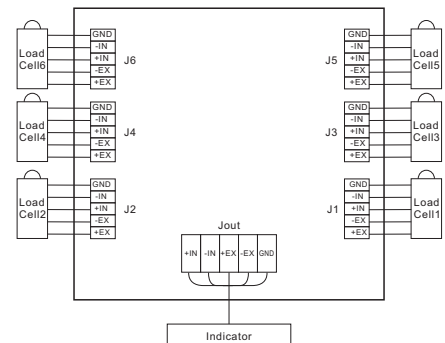 GND
-IN
+IN
-EX
+EX
Load
Cell6
J6
GND
-IN
+IN
-EX
+EX
Load
Cell5
J5
GND
-IN
+IN
-EX
+EX
Load
Cell4
J4
GND
-IN
+IN
-EX
+EX
Load
Cell3
J3
GND
-IN
+IN
-EX
+EX
Load
Cell2
J2
GND
-IN
+IN
-EX
+EX
Load
Cell1
J1
Jout
+IN -IN +EX -EX GND
Indicator